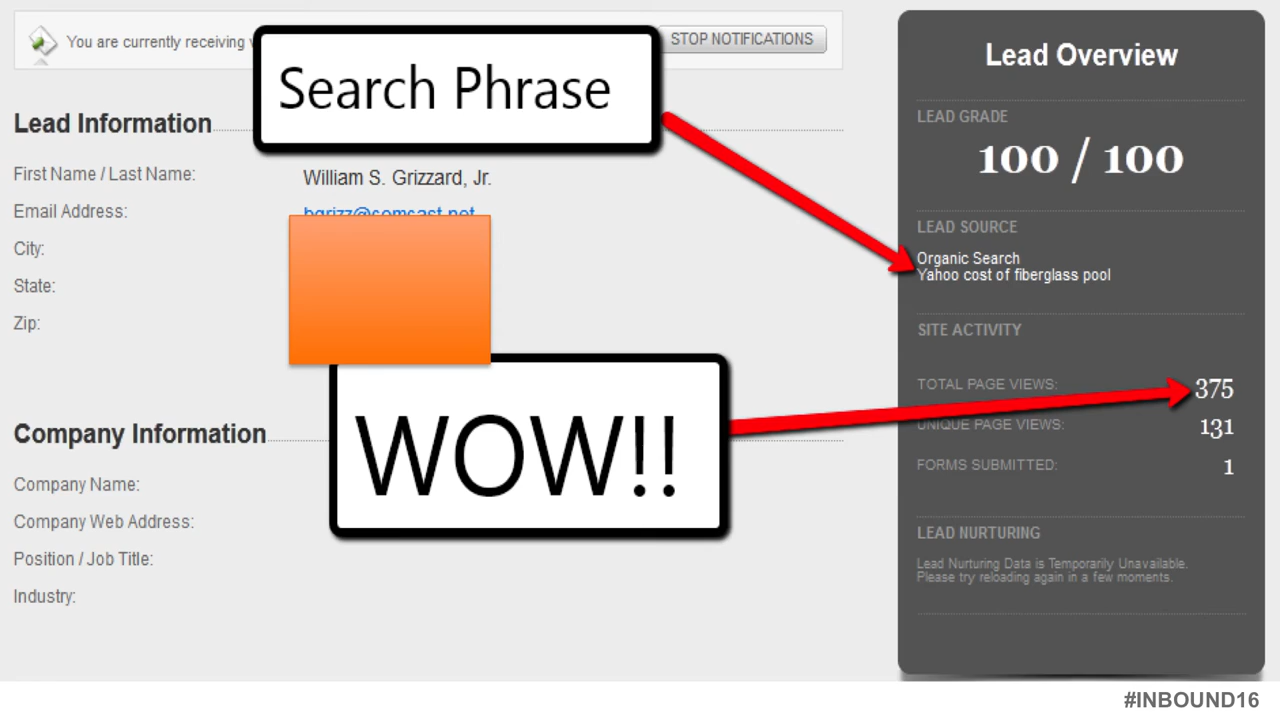 You are currently receiving
STOP NOTIFICATIONS
Search Phrase
Lead Information
First Name / Last Name:
William S. Grizzard, Jr.
Email Address:
bgrizz@comcast.net
City:
State:
Zip:
WOW!!
Company Information
Company Name:
Company Web Address:
Position / Job Title:
Industry:
Lead Overview
LEAD GRADE
100 / 100
LEAD SOURCE
Organic Search
Yahoo cost of fiberglass pool
SITE ACTIVITY
TOTAL PAGE VIEWS: 375
UNIQUE PAGE VIEWS: 131
FORMS SUBMITTED: 1
LEAD NURTURING
Lead Nurturing Data is Temporarily Unavailable.
Please try reloading again in a few moments.
#INBOUND16